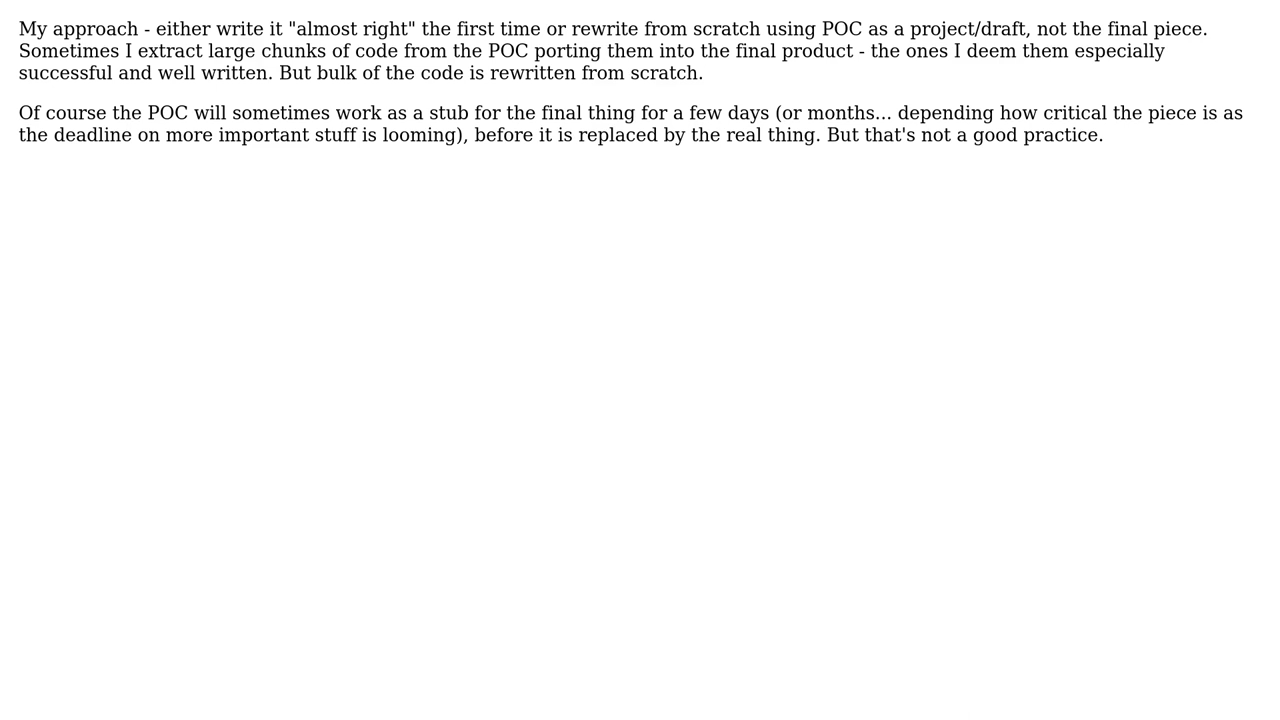 My approach - either write it "almost right" the first time or rewrite from scratch using POC as a project/draft, not the final piece.
Sometimes I extract large chunks of code from the POC porting them into the final product - the ones I deem them especially
successful and well written. But bulk of the code is rewritten from scratch.
Of course the POC will sometimes work as a stub for the final thing for a few days (or months... depending how critical the piece is as
the deadline on more important stuff is looming), before it is replaced by the real thing. But that's not a good practice.